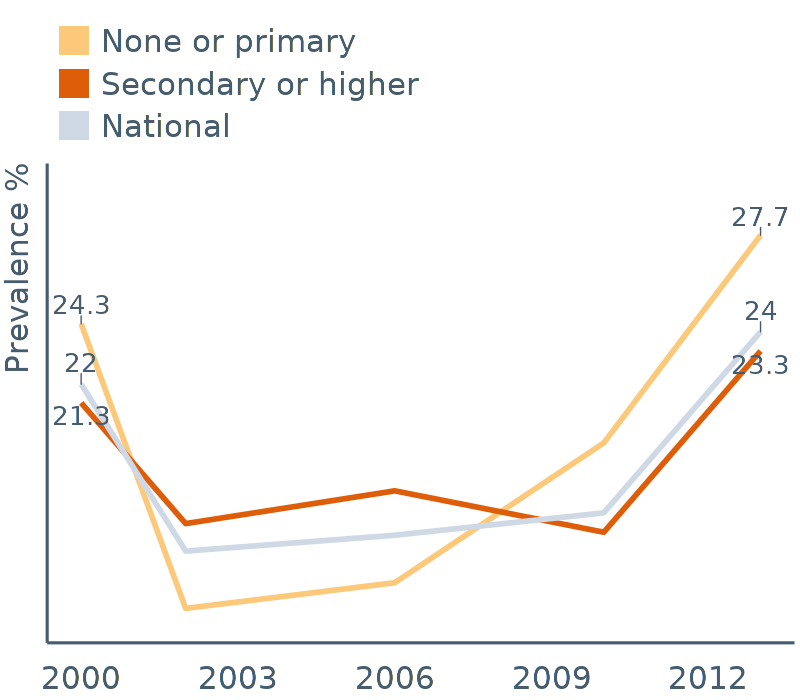 None or primary
Secondary or higher
National
Prevalence %
27.7
24.3
24
22
23.3
21.3
2000 2003 2006 2009 2012